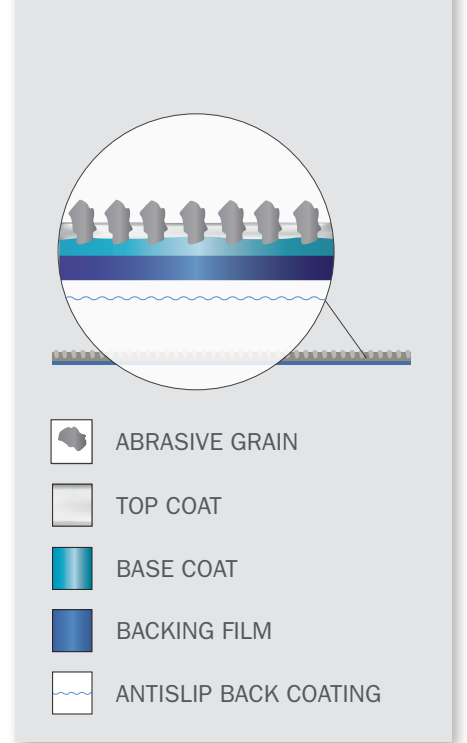 ABRASIVE GRAIN
TOP COAT
BASE COAT
BACKING FILM
ANTISLIP BACK COATING